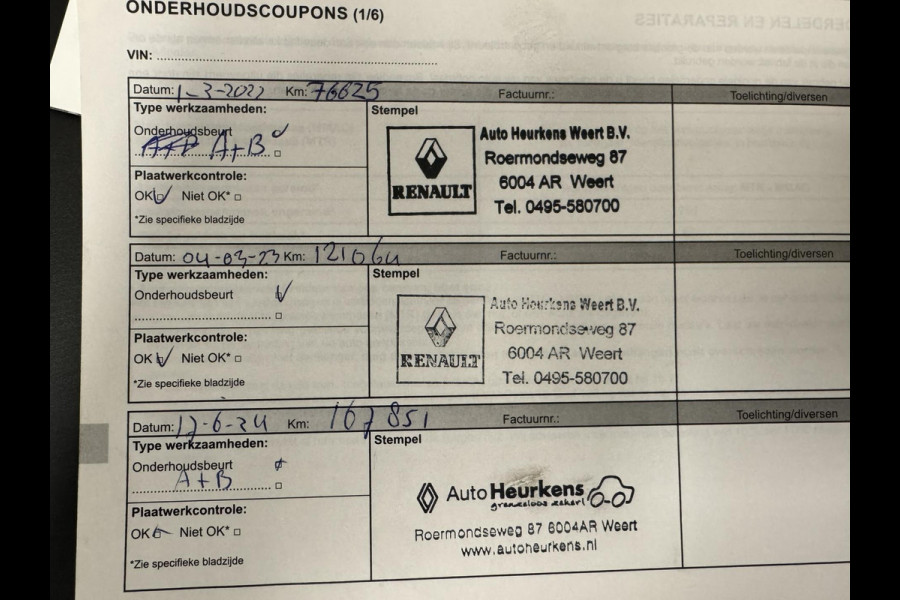 ONDERHOUDSCOUPONS (1/6)
VIN:
Datum: 1-3-2022 Km: 76625 Factuurnr.: Toelichting/diversen
Type werkzaamheden:
Onderhoudsbeurt
A+B A+B
Plaatwerkcontrole:
OK Niet OK*
*Zie specifieke bladzijde
Stempel
RENAULT
Auto Heurkens Weert B.V.
Roermondseweg 87
6004 AR Weert
Tel. 0495-580700
Datum: 04-03-23 Km: 121064 Factuurnr.: Toelichting/diversen
Type werkzaamheden:
Onderhoudsbeurt
Plaatwerkcontrole:
OK Niet OK*
*Zie specifieke bladzijde
Stempel
RENAULT
Auto Heurkens Weert B.V.
Roermondseweg 87
6004 AR Weert
Tel. 0495-580700
Datum: 17-6-24 Km: 167851 Factuurnr.: Toelichting/diversen
Type werkzaamheden:
Onderhoudsbeurt
A+B
Plaatwerkcontrole:
OK Niet OK*
*Zie specifieke bladzijde
Stempel
Auto Heurkens
grenzeloos zeker!
Roermondseweg 87 6004AR Weert
www.autoheurkens.nl